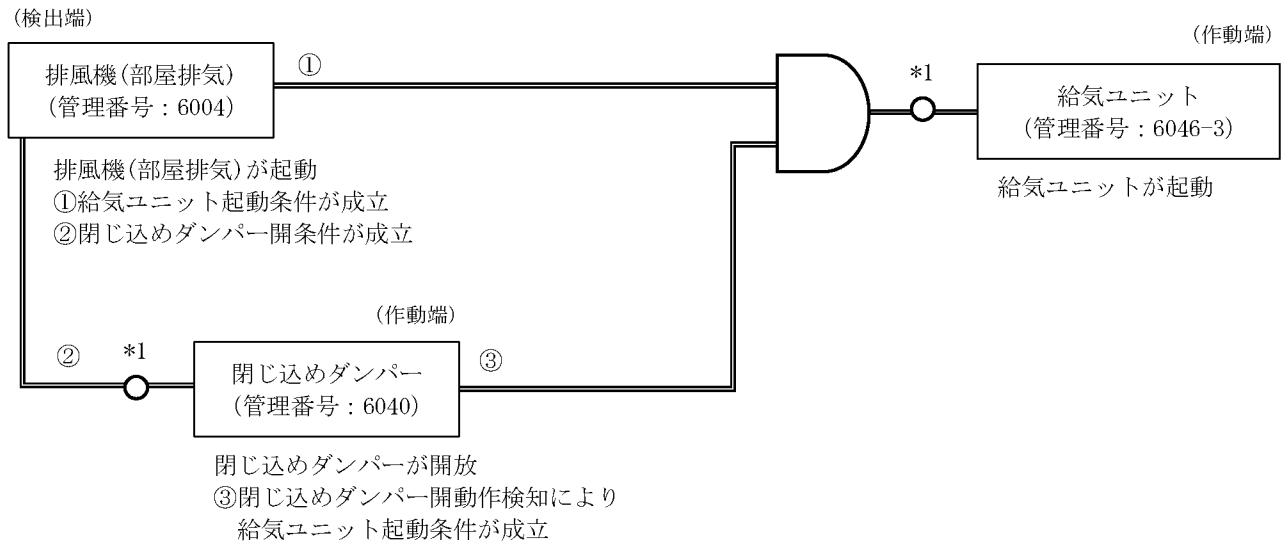 (検出端)
排風機(部屋排気)
(管理番号：6004)
①
*1
(作動端)
給気ユニット
(管理番号：6046-3)
給気ユニットが起動
排風機(部屋排気)が起動
①給気ユニット起動条件が成立
②閉じ込めダンパー開条件が成立
②
*1
(作動端)
閉じ込めダンパー
(管理番号：6040)
③
閉じ込めダンパーが開放
③閉じ込めダンパー開動作検知により
給気ユニット起動条件が成立